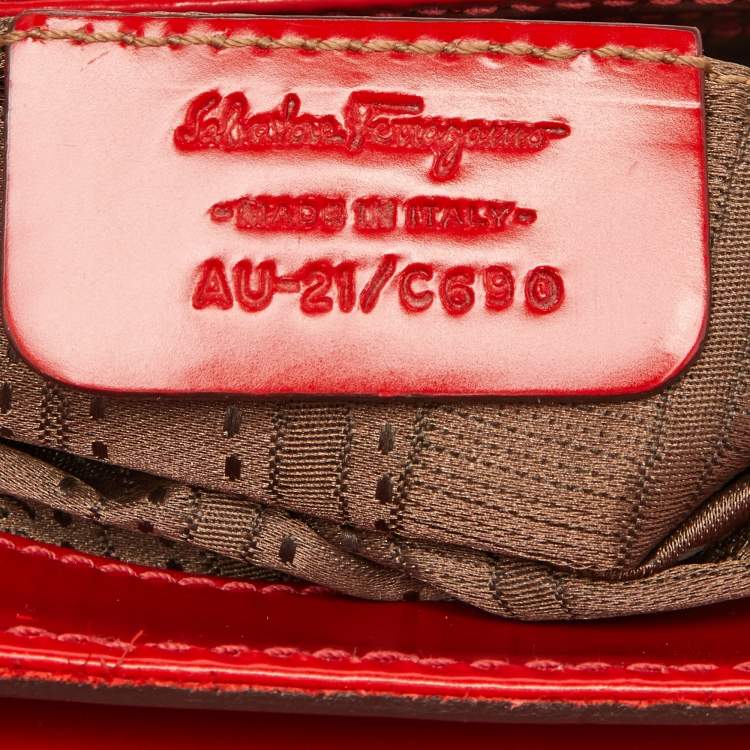 Salvatore Ferragamo
-MADE IN ITALY-
AU-21/C690